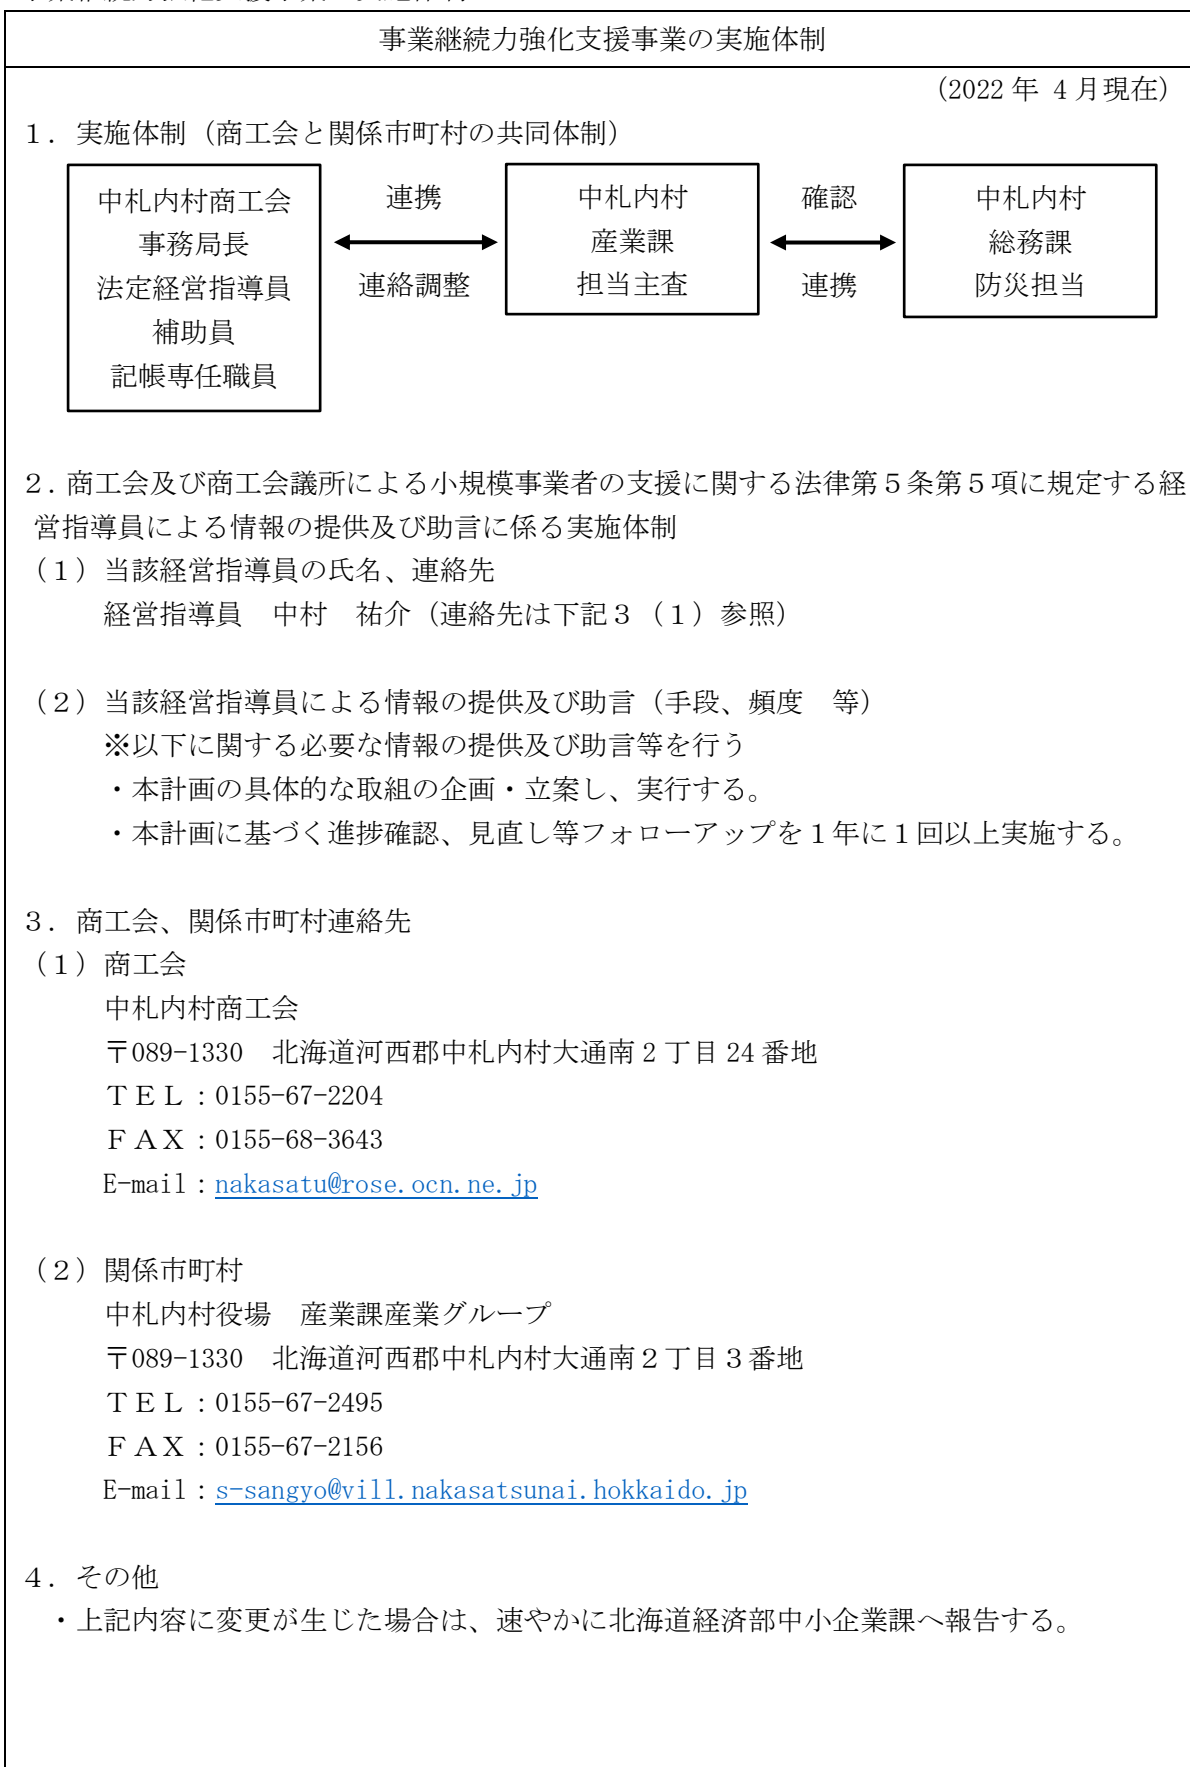 事業継続力強化支援事業の実施体制
（2022 年 4 月現在）
１．実施体制（商工会と関係市町村の共同体制）
中札内村商工会
事務局長
法定経営指導員
補助員
記帳専任職員
連携
連絡調整
中札内村
産業課
担当主査
確認
連携
中札内村
総務課
防災担当
２．商工会及び商工会議所による小規模事業者の支援に関する法律第５条第５項に規定する経
営指導員による情報の提供及び助言に係る実施体制
（１）当該経営指導員の氏名、連絡先
経営指導員　中村　祐介（連絡先は下記３（１）参照）
（２）当該経営指導員による情報の提供及び助言（手段、頻度　等）
※以下に関する必要な情報の提供及び助言等を行う
・本計画の具体的な取組の企画・立案し、実行する。
・本計画に基づく進捗確認、見直し等フォローアップを１年に１回以上実施する。
３．商工会、関係市町村連絡先
（１）商工会
中札内村商工会
〒089-1330　北海道河西郡中札内村大通南２丁目 24 番地
ＴＥＬ：0155-67-2204
ＦＡＸ：0155-68-3643
E-mail：nakasatu@rose.ocn.ne.jp
（２）関係市町村
中札内村役場　産業課産業グループ
〒089-1330　北海道河西郡中札内村大通南２丁目３番地
ＴＥＬ：0155-67-2495
ＦＡＸ：0155-67-2156
E-mail：s-sangyo@vill.nakasatsunai.hokkaido.jp
４．その他
・上記内容に変更が生じた場合は、速やかに北海道経済部中小企業課へ報告する。